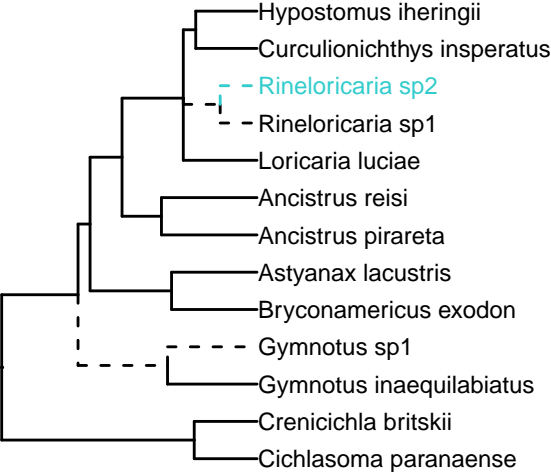 Hypostomus iheringii
Curculionichthys insperatus
Rineloricaria sp2
Rineloricaria sp1
Loricaria luciae
Ancistrus reisi
Ancistrus pirareta
Astyanax lacustris
Bryconamericus exodon
Gymnotus sp1
Gymnotus inaequilabiatus
Crenicichla britskii
Cichlasoma paranaense